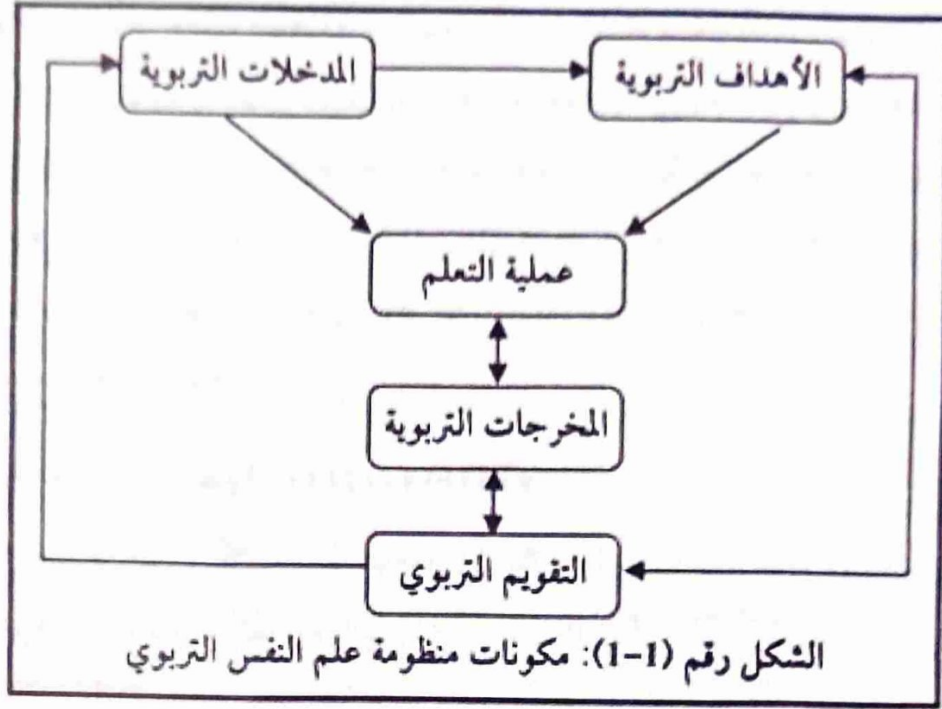 الأهداف التربوية
المدخلات التربوية
عملية التعلم
المخرجات التربوية
التقويم التربوي
الشكل رقم (1-1): مكونات منظومة علم النفس التربوي